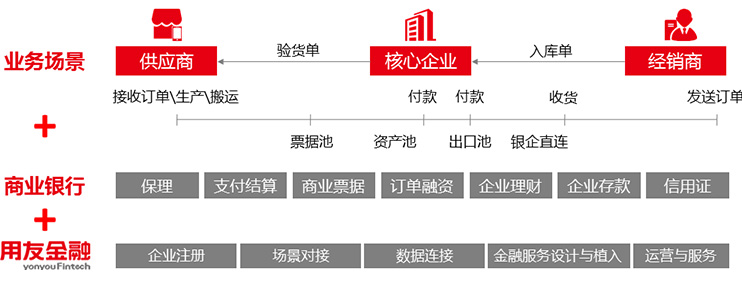 验货单 入库单
业务场景 供应商 核心企业 经销商
接收订单\生产\搬运 付款 付款 收货 发送订单
+
票据池 资产池 出口池 银企直连
商业银行 保理 支付结算 商业票据 订单融资 企业理财 企业存款 信用证
+
用友金融 企业注册 场景对接 数据连接 金融服务设计与植入 运营与服务
yonyouFintech